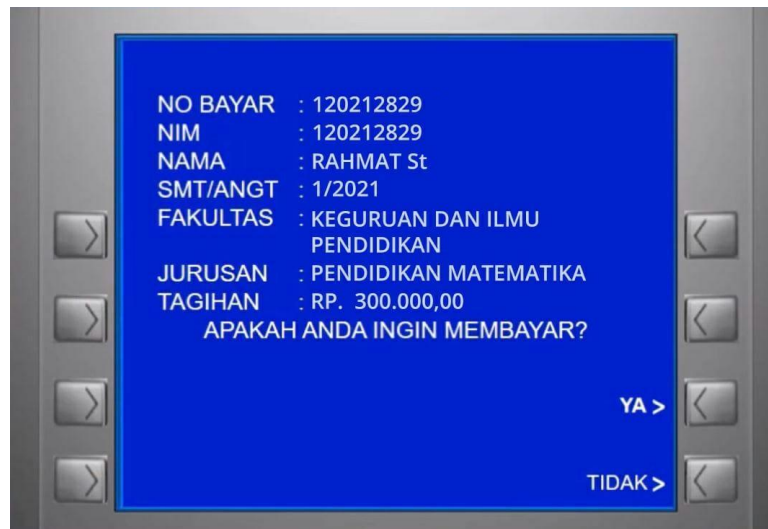 NO BAYAR : 120212829
NIM : 120212829
NAMA : RAHMAT St
SMT/ANGT : 1/2021
FAKULTAS : KEGURUAN DAN ILMU
PENDIDIKAN
JURUSAN : PENDIDIKAN MATEMATIKA
TAGIHAN : RP. 300.000,00
APAKAH ANDA INGIN MEMBAYAR?
YA >
TIDAK >